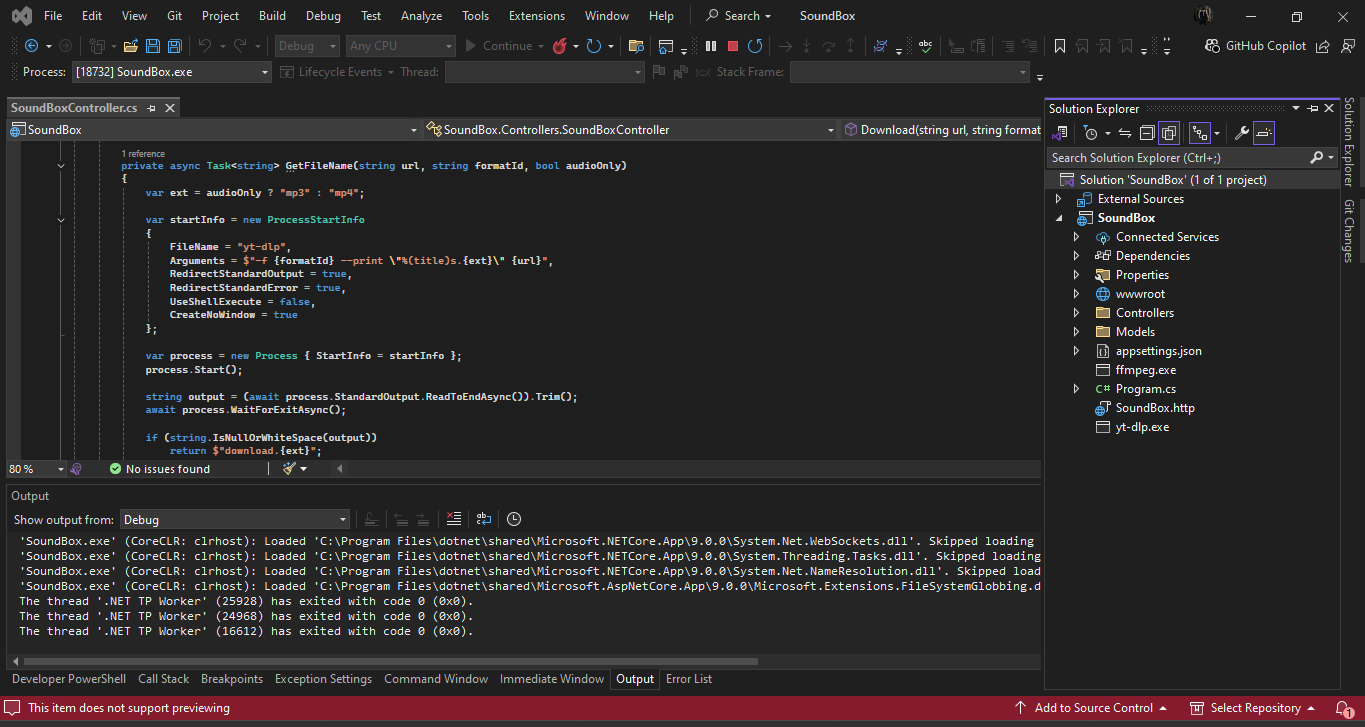 File Edit View Git Project Build Debug Test Analyze Tools Extensions Window Help Search SoundBox
Debug Any CPU Continue GitHub Copilot
Process: [18732] SoundBox.exe Lifecycle Events Thread: Stack Frame:
SoundBoxController.cs
SoundBox SoundBox.Controllers.SoundBoxController Download(string url, string format
1 reference
private async Task<string> GetFileName(string url, string formatId, bool audioOnly)
{
var ext = audioOnly ? "mp3" : "mp4";
var startInfo = new ProcessStartInfo
{
FileName = "yt-dlp",
Arguments = $"-f {formatId} --print \"%(title)s.{ext}\" {url}",
RedirectStandardOutput = true,
RedirectStandardError = true,
UseShellExecute = false,
CreateNoWindow = true
};
var process = new Process { StartInfo = startInfo };
process.Start();
string output = (await process.StandardOutput.ReadToEndAsync()).Trim();
await process.WaitForExitAsync();
if (string.IsNullOrWhiteSpace(output))
return $"download.{ext}";
80 % No issues found
Output
Show output from: Debug
'SoundBox.exe' (CoreCLR: clrhost): Loaded 'C:\Program Files\dotnet\shared\Microsoft.NETCore.App\9.0.0\System.Net.WebSockets.dll'. Skipped loading
'SoundBox.exe' (CoreCLR: clrhost): Loaded 'C:\Program Files\dotnet\shared\Microsoft.NETCore.App\9.0.0\System.Threading.Tasks.dll'. Skipped loading
'SoundBox.exe' (CoreCLR: clrhost): Loaded 'C:\Program Files\dotnet\shared\Microsoft.NETCore.App\9.0.0\System.Net.NameResolution.dll'. Skipped load
'SoundBox.exe' (CoreCLR: clrhost): Loaded 'C:\Program Files\dotnet\shared\Microsoft.AspNetCore.App\9.0.0\Microsoft.Extensions.FileSystemGlobbing.d
The thread '.NET TP Worker' (25928) has exited with code 0 (0x0).
The thread '.NET TP Worker' (24968) has exited with code 0 (0x0).
The thread '.NET TP Worker' (16612) has exited with code 0 (0x0).
Developer PowerShell Call Stack Breakpoints Exception Settings Command Window Immediate Window Output Error List
Solution Explorer
Search Solution Explorer (Ctrl+;)
Solution 'SoundBox' (1 of 1 project)
External Sources
SoundBox
Connected Services
Dependencies
Properties
wwwroot
Controllers
Models
appsettings.json
ffmpeg.exe
C# Program.cs
SoundBox.http
yt-dlp.exe
Solution Explorer
Git Changes
This item does not support previewing Add to Source Control Select Repository 1